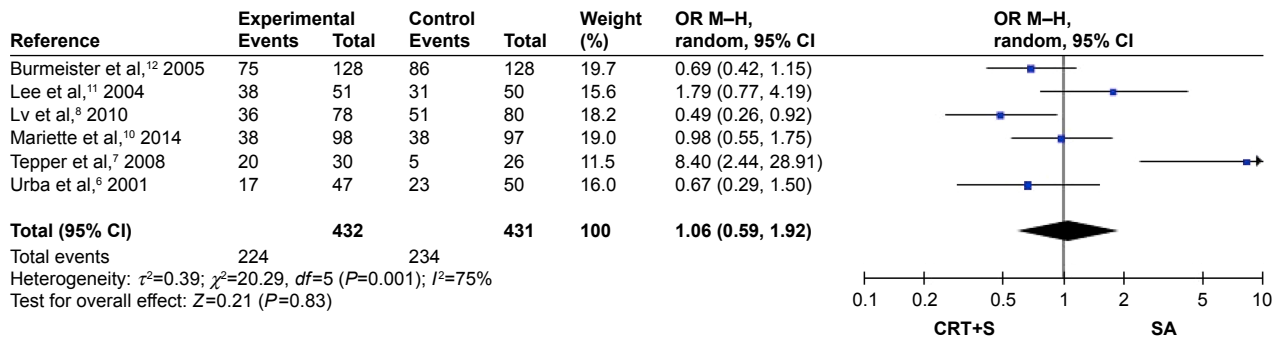 Experimental Control Weight OR M–H, OR M–H,
Reference Events Total Events Total (%) random, 95% CI random, 95% CI
Burmeister et al,¹² 2005 75 128 86 128 19.7 0.69 (0.42, 1.15)
Lee et al,¹¹ 2004 38 51 31 50 15.6 1.79 (0.77, 4.19)
Lv et al,⁸ 2010 36 78 51 80 18.2 0.49 (0.26, 0.92)
Mariette et al,¹⁰ 2014 38 98 38 97 19.0 0.98 (0.55, 1.75)
Tepper et al,⁷ 2008 20 30 5 26 11.5 8.40 (2.44, 28.91)
Urba et al,⁶ 2001 17 47 23 50 16.0 0.67 (0.29, 1.50)
Total (95% CI) 432 431 100 1.06 (0.59, 1.92)
Total events 224 234
Heterogeneity: τ²=0.39; χ²=20.29, df=5 (P=0.001); I²=75%
Test for overall effect: Z=0.21 (P=0.83)
0.1 0.2 0.5 1 2 5 10
CRT+S SA